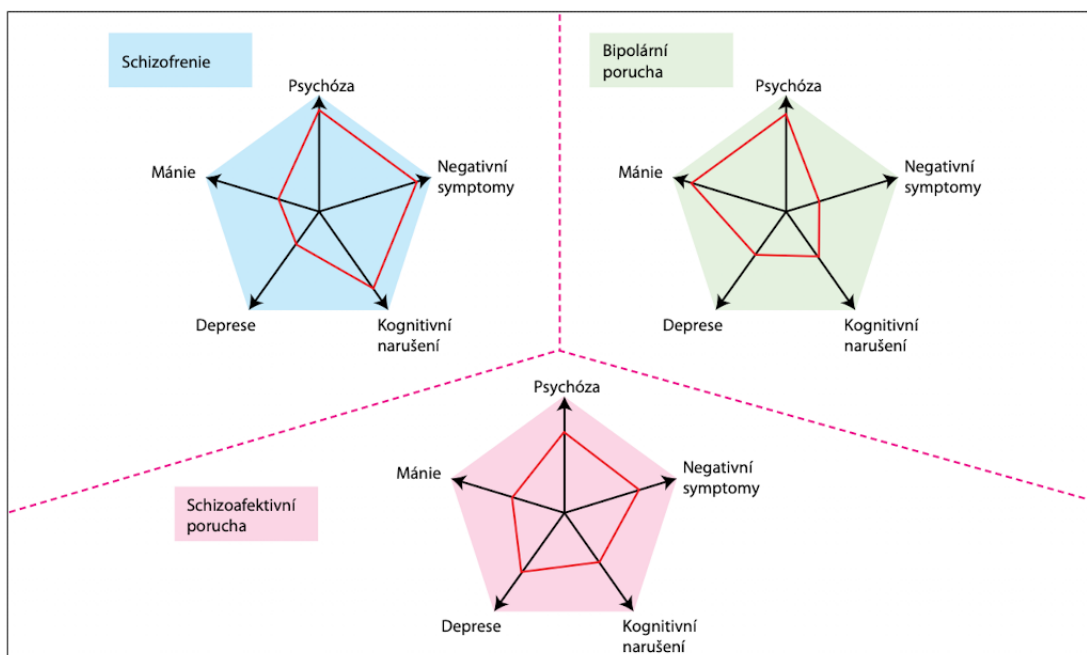 Schizofrenie
Psychóza
Mánie
Negativní
symptomy
Deprese
Kognitivní
narušení
Bipolární
porucha
Psychóza
Mánie
Negativní
symptomy
Deprese
Kognitivní
narušení
Schizoafektivní
porucha
Psychóza
Mánie
Negativní
symptomy
Deprese
Kognitivní
narušení